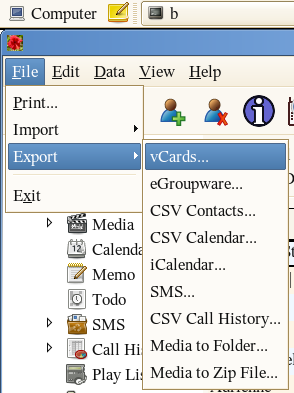 Computer
b
File Edit Data View Help
Print...
Import
Export
Exit
vCards...
eGroupware...
CSV Contacts...
CSV Calendar...
iCalendar...
SMS...
CSV Call History...
Media to Folder...
Media to Zip File...
Media
Calenda
Memo
Todo
SMS
Call Hi
Play Lis